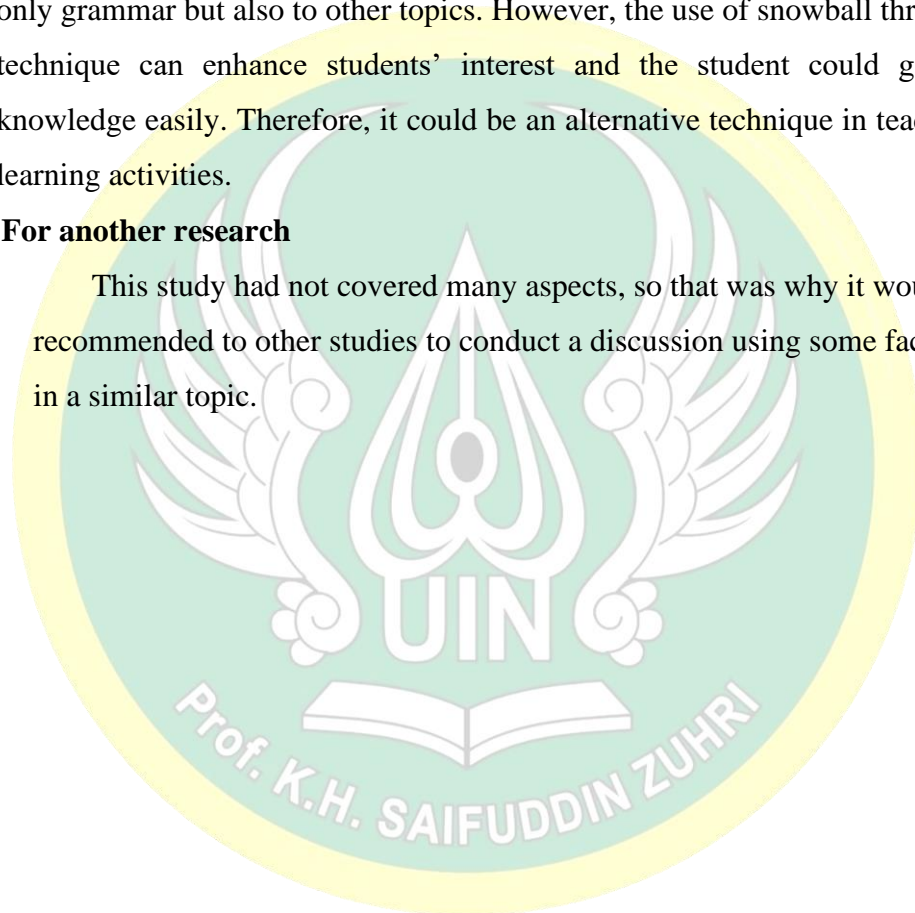 only grammar but also to other topics. However, the use of snowball thr
technique can enhance students’ interest and the student could g
knowledge easily. Therefore, it could be an alternative technique in teac
learning activities.
For another research
This study had not covered many aspects, so that was why it wou
recommended to other studies to conduct a discussion using some fac
in a similar topic.
UIN
Prof. K.H. SAIFUDDIN ZUHRI